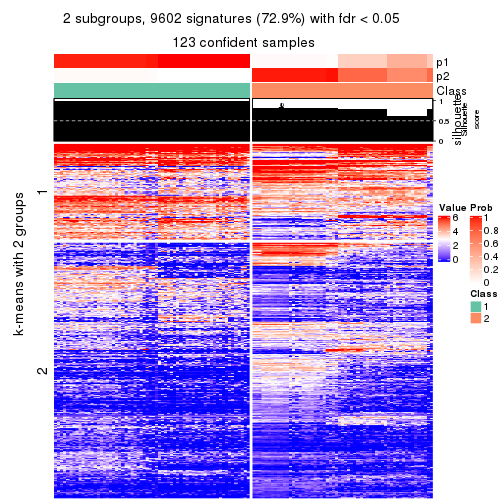 2 subgroups, 9602 signatures (72.9%) with fdr < 0.05
123 confident samples
p1
p2
Class
1
0.5
0
silhouette
Silhouette
score
k-means with 2 groups
1
2
Value
6
4
2
0
Prob
1
0.8
0.6
0.4
0.2
0
Class
1
2